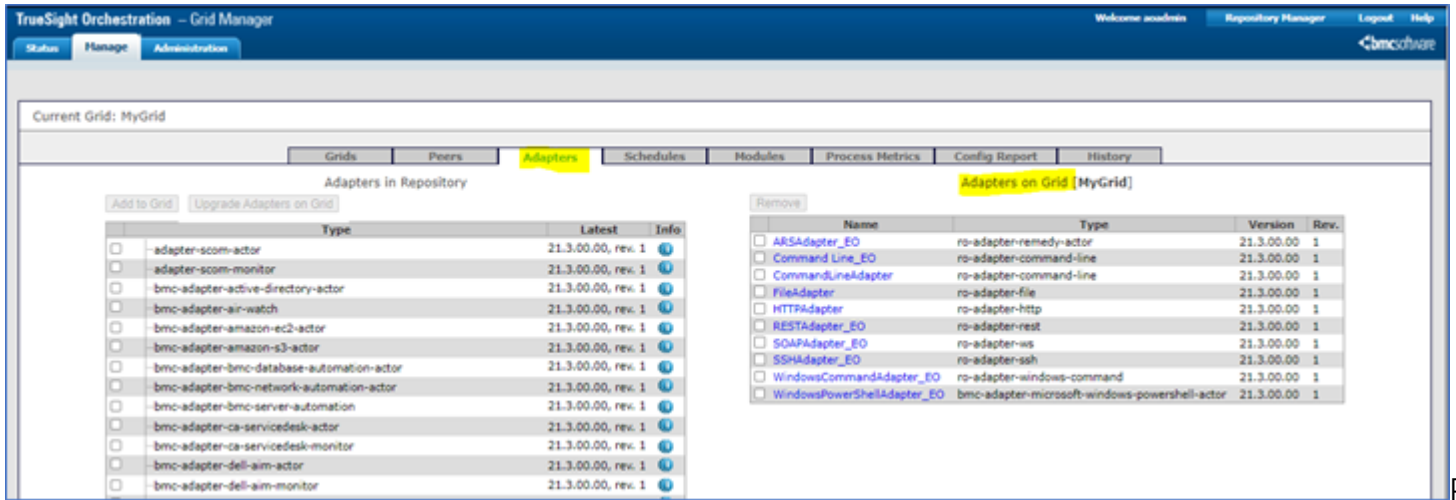 TrueSight Orchestration – Grid Manager
Welcome aoadmin Repository Manager Logout Help
Status Manage Administration
bmcsoftware
Current Grid: MyGrid
Grids Peers Adapters Schedules Modules Process Metrics Config Report History
Adapters in Repository
Add to Grid Upgrade Adapters on Grid
Type Latest Info
adapter-scom-actor 21.3.00.00, rev. 1
adapter-scom-monitor 21.3.00.00, rev. 1
bmc-adapter-active-directory-actor 21.3.00.00, rev. 1
bmc-adapter-air-watch 21.3.00.00, rev. 1
bmc-adapter-amazon-ec2-actor 21.3.00.00, rev. 1
bmc-adapter-amazon-s3-actor 21.3.00.00, rev. 1
bmc-adapter-bmc-database-automation-actor 21.3.00.00, rev. 1
bmc-adapter-bmc-network-automation-actor 21.3.00.00, rev. 1
bmc-adapter-bmc-server-automation 21.3.00.00, rev. 1
bmc-adapter-ca-servicedesk-actor 21.3.00.00, rev. 1
bmc-adapter-ca-servicedesk-monitor 21.3.00.00, rev. 1
bmc-adapter-dell-aim-actor 21.3.00.00, rev. 1
bmc-adapter-dell-aim-monitor 21.3.00.00, rev. 1
Adapters on Grid [MyGrid]
Remove
Name Type Version Rev.
ARSAdapter_EO ro-adapter-remedy-actor 21.3.00.00 1
Command Line_EO ro-adapter-command-line 21.3.00.00 1
CommandLineAdapter ro-adapter-command-line 21.3.00.00 1
FileAdapter ro-adapter-file 21.3.00.00 1
HTTPAdapter ro-adapter-http 21.3.00.00 1
RESTAdapter_EO ro-adapter-rest 21.3.00.00 1
SOAPAdapter_EO ro-adapter-ws 21.3.00.00 1
SSHAdapter_EO ro-adapter-ssh 21.3.00.00 1
WindowsCommandAdapter_EO ro-adapter-windows-command 21.3.00.00 1
WindowsPowerShellAdapter_EO bmc-adapter-microsoft-windows-powershell-actor 21.3.00.00 1